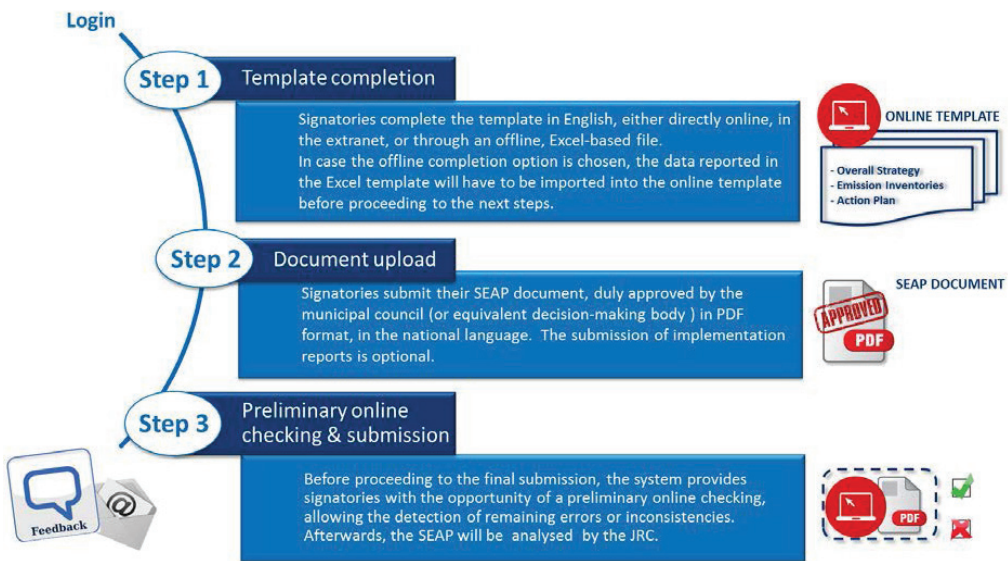 Login
Step 1
Template completion
Signatories complete the template in English, either directly online, in
the extranet, or through an offline, Excel-based file.
In case the offline completion option is chosen, the data reported in
the Excel template will have to be imported into the online template
before proceeding to the next steps.
ONLINE TEMPLATE
- Overall Strategy
- Emission Inventories
- Action Plan
Step 2
Document upload
Signatories submit their SEAP document, duly approved by the
municipal council (or equivalent decision-making body ) in PDF
format, in the national language. The submission of implementation
reports is optional.
SEAP DOCUMENT
APPROVED
PDF
Step 3
Preliminary online
checking & submission
Before proceeding to the final submission, the system provides
signatories with the opportunity of a preliminary online checking,
allowing the detection of remaining errors or inconsistencies.
Afterwards, the SEAP will be analysed by the JRC.
Feedback
@
PDF